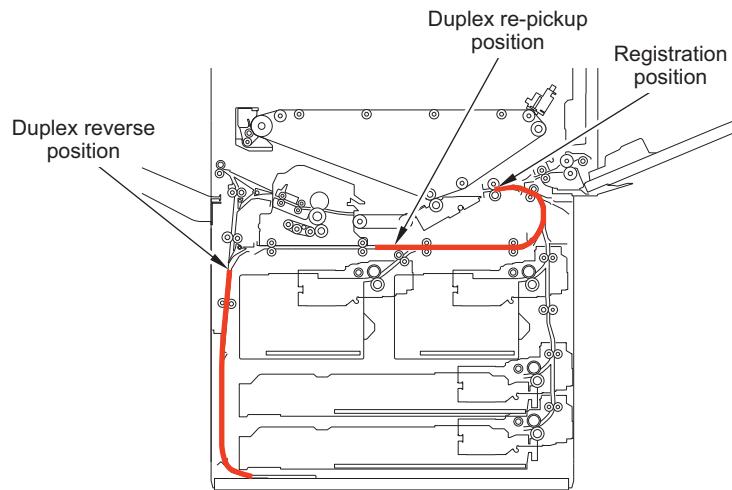 Duplex re-pickup
position
Registration
position
Duplex reverse
position